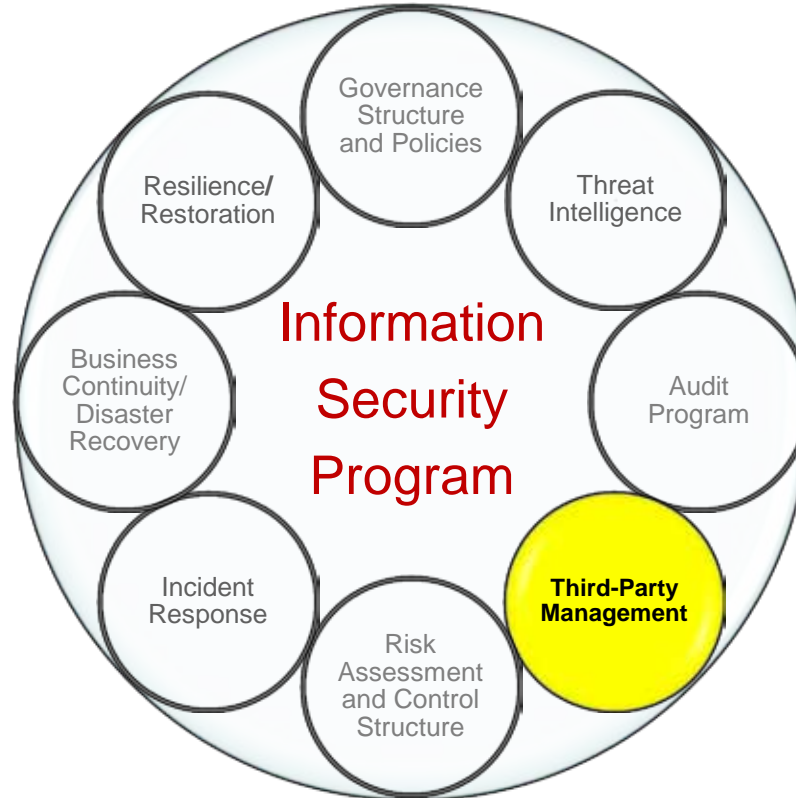 Governance
Structure
and Policies
Resilience/
Restoration
Threat
Intelligence
Information
Security
Program
Business
Continuity/
Disaster
Recovery
Audit
Program
Incident
Response
Third-Party
Management
Risk
Assessment
and Control
Structure